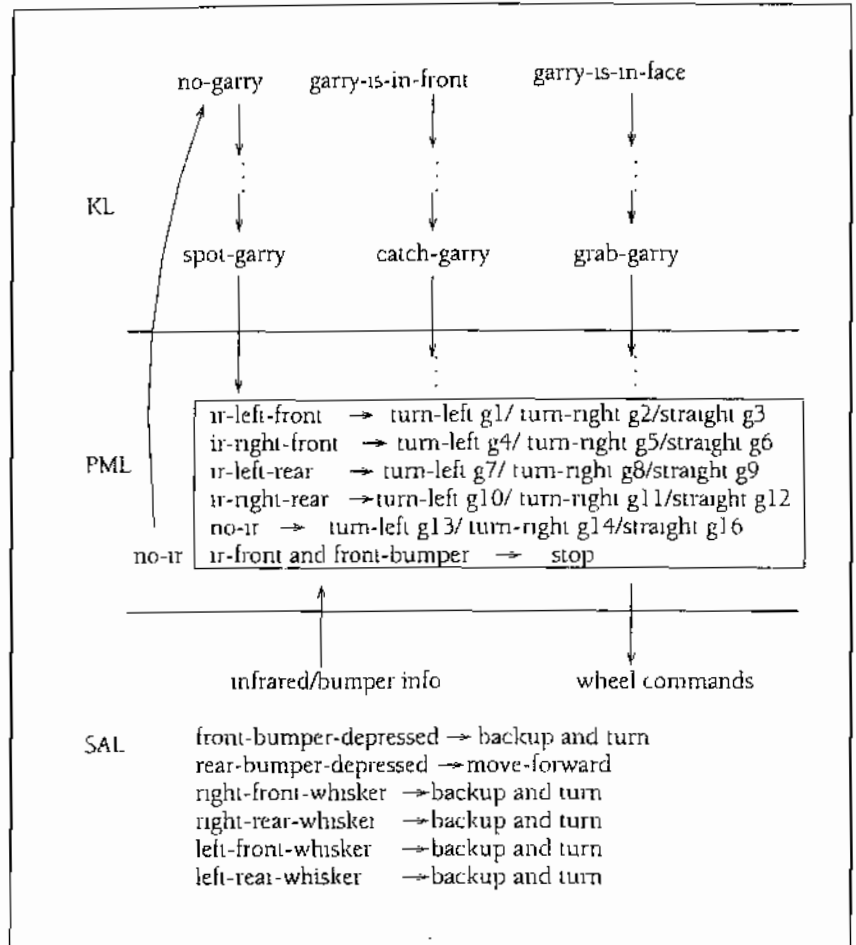 no-garry garry-is-in-front garry-is-in-face
KL
spot-garry catch-garry grab-garry
ir-left-front → turn-left g1/ turn-right g2/straight g3
ir-right-front → turn-left g4/ turn-right g5/straight g6
PML ir-left-rear → turn-left g7/ turn-right g8/straight g9
ir-right-rear → turn-left g10/ turn-right g11/straight g12
no-ir → turn-left g13/ turn-right g14/straight g16
no-ir ir-front and front-bumper → stop
infrared/bumper info wheel commands
SAL front-bumper-depressed → backup and turn
rear-bumper-depressed → move-forward
right-front-whisker → backup and turn
right-rear-whisker → backup and turn
left-front-whisker → backup and turn
left-rear-whisker → backup and turn